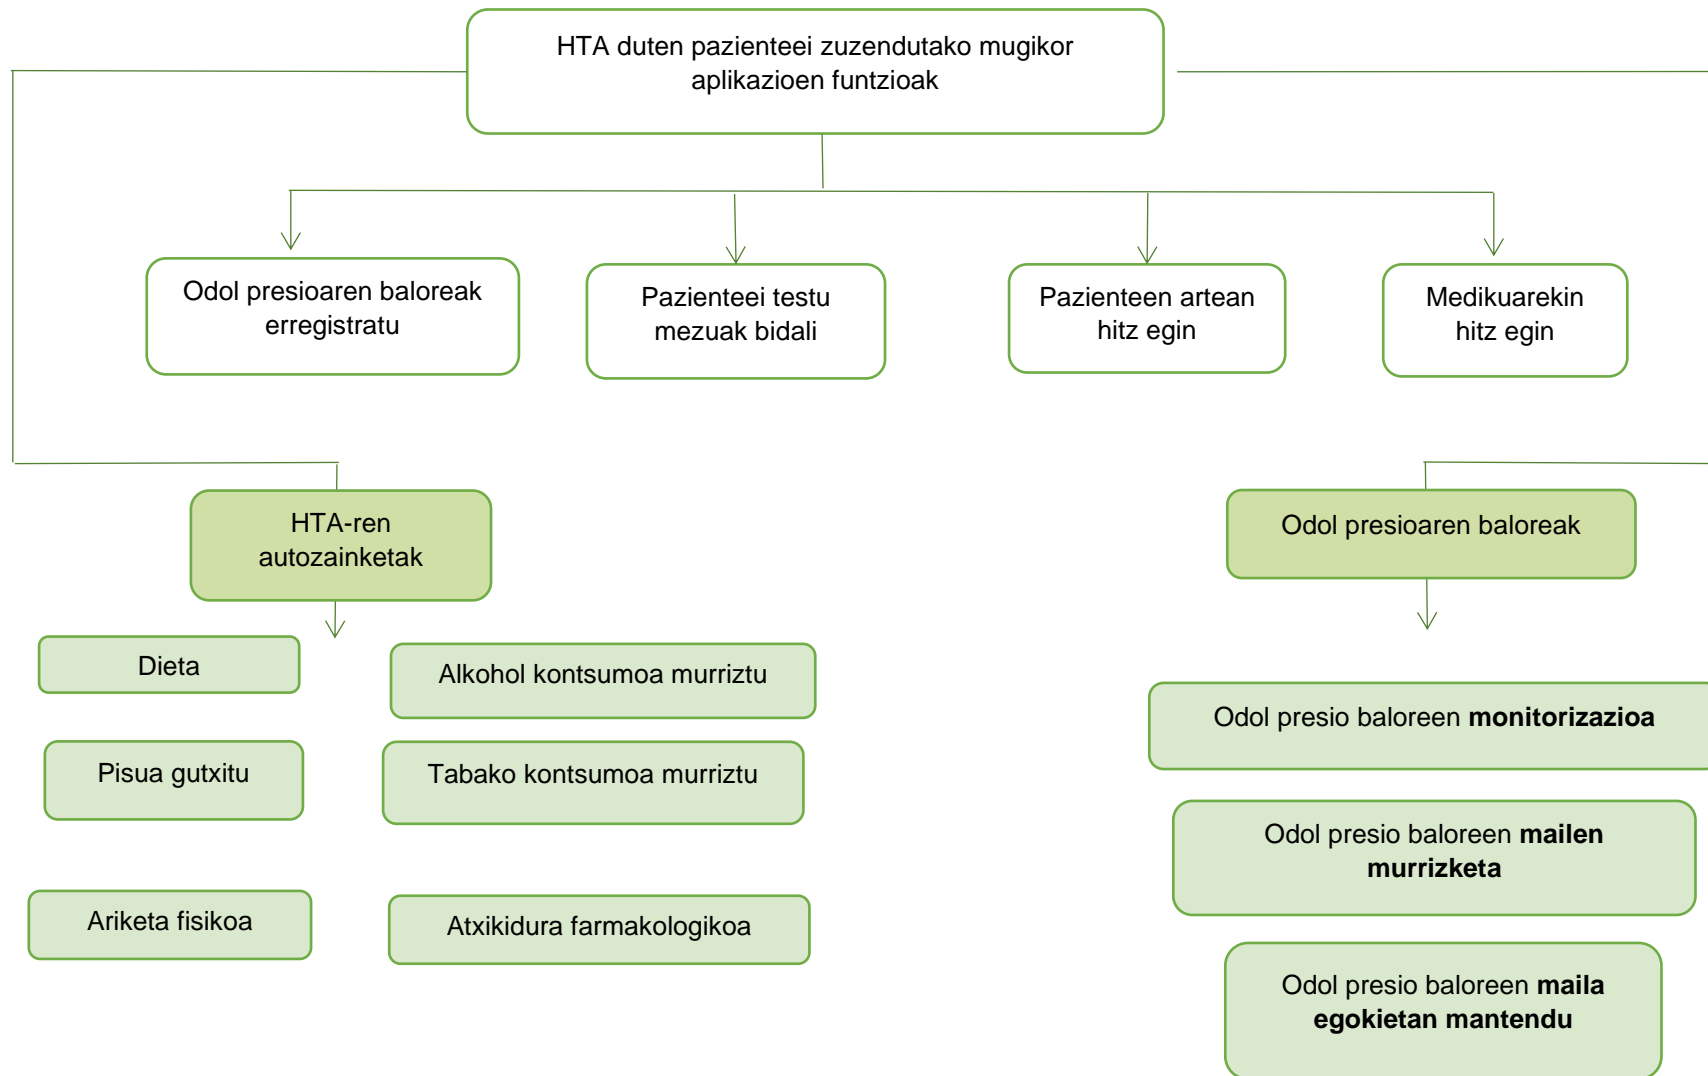 HTA duten pazienteei zuzendutako mugikor
aplikazioen funtzioak
Odol presioaren baloreak
erregistratu
Pazienteei testu
mezuak bidali
Pazienteen artean
hitz egin
Medikuarekin
hitz egin
HTA-ren
autozainketak
Odol presioaren baloreak
Dieta
Alkohol kontsumoa murriztu
Pisua gutxitu
Tabako kontsumoa murriztu
Ariketa fisikoa
Atxikidura farmakologikoa
Odol presio baloreen monitorizazioa
Odol presio baloreen mailen
murrizketa
Odol presio baloreen maila
egokietan mantendu